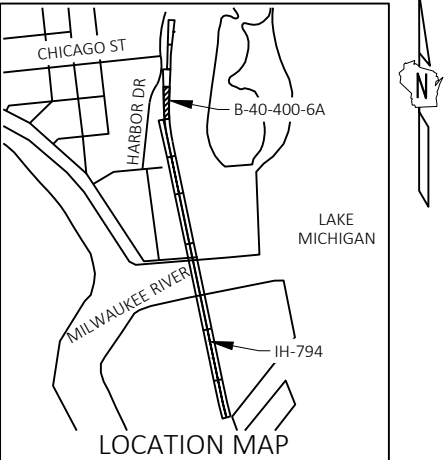 CHICAGO ST
N
HARBOR DR
B-40-400-6A
LAKE
MICHIGAN
MILWAUKEE RIVER
IH-794
LOCATION MAP